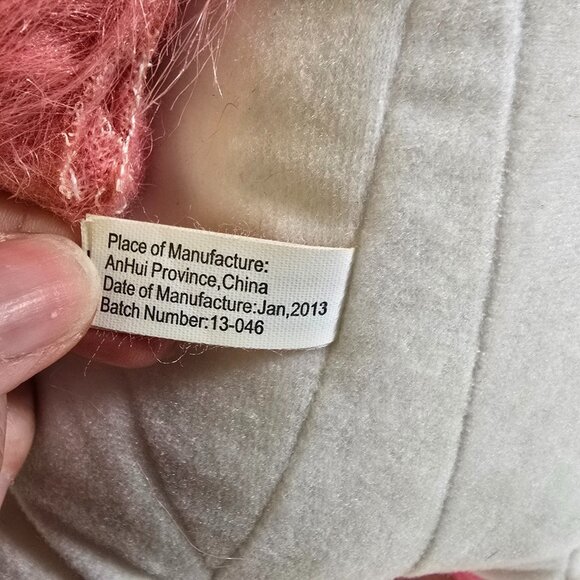 Place of Manufacture:
AnHui Province,China
Date of Manufacture:Jan,2013
Batch Number:13-046